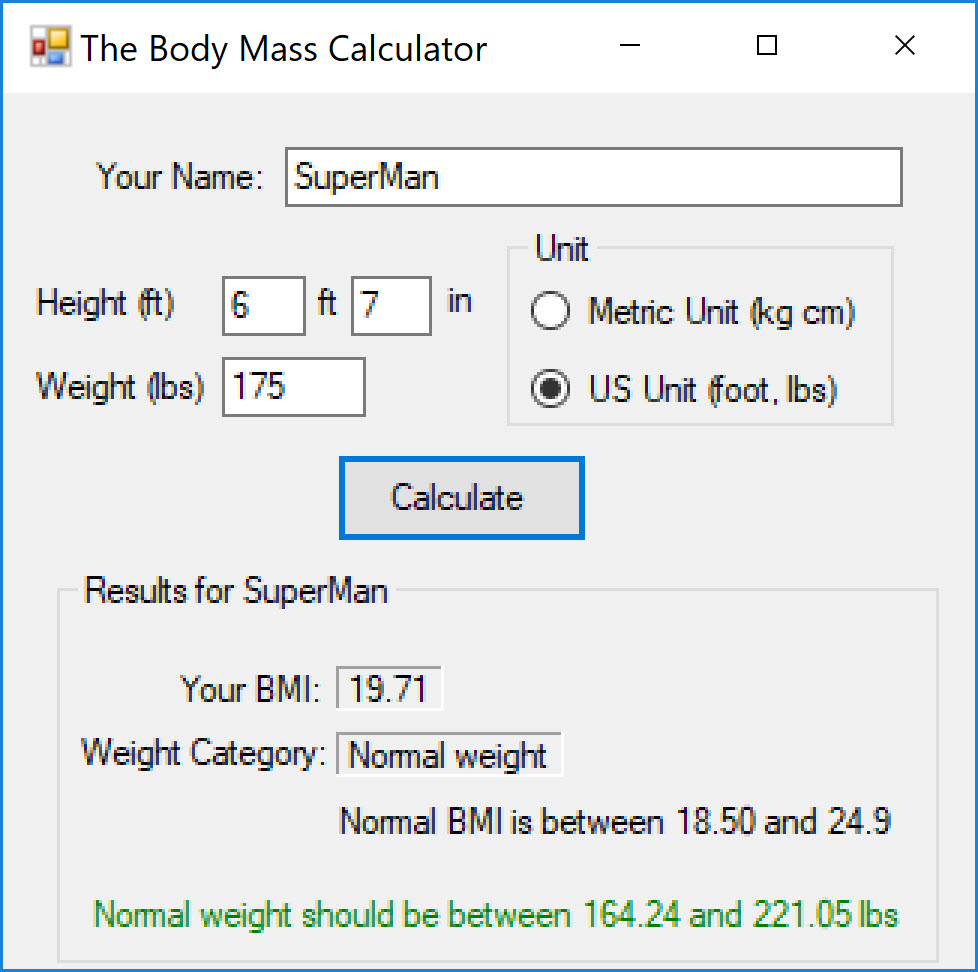 The Body Mass Calculator
Your Name: SuperMan
Unit
Height (ft) 6 ft 7 in
Metric Unit (kg cm)
Weight (lbs) 175
US Unit (foot, lbs)
Calculate
Results for SuperMan
Your BMI: 19.71
Weight Category: Normal weight
Normal BMI is between 18.50 and 24.9
Normal weight should be between 164.24 and 221.05 lbs